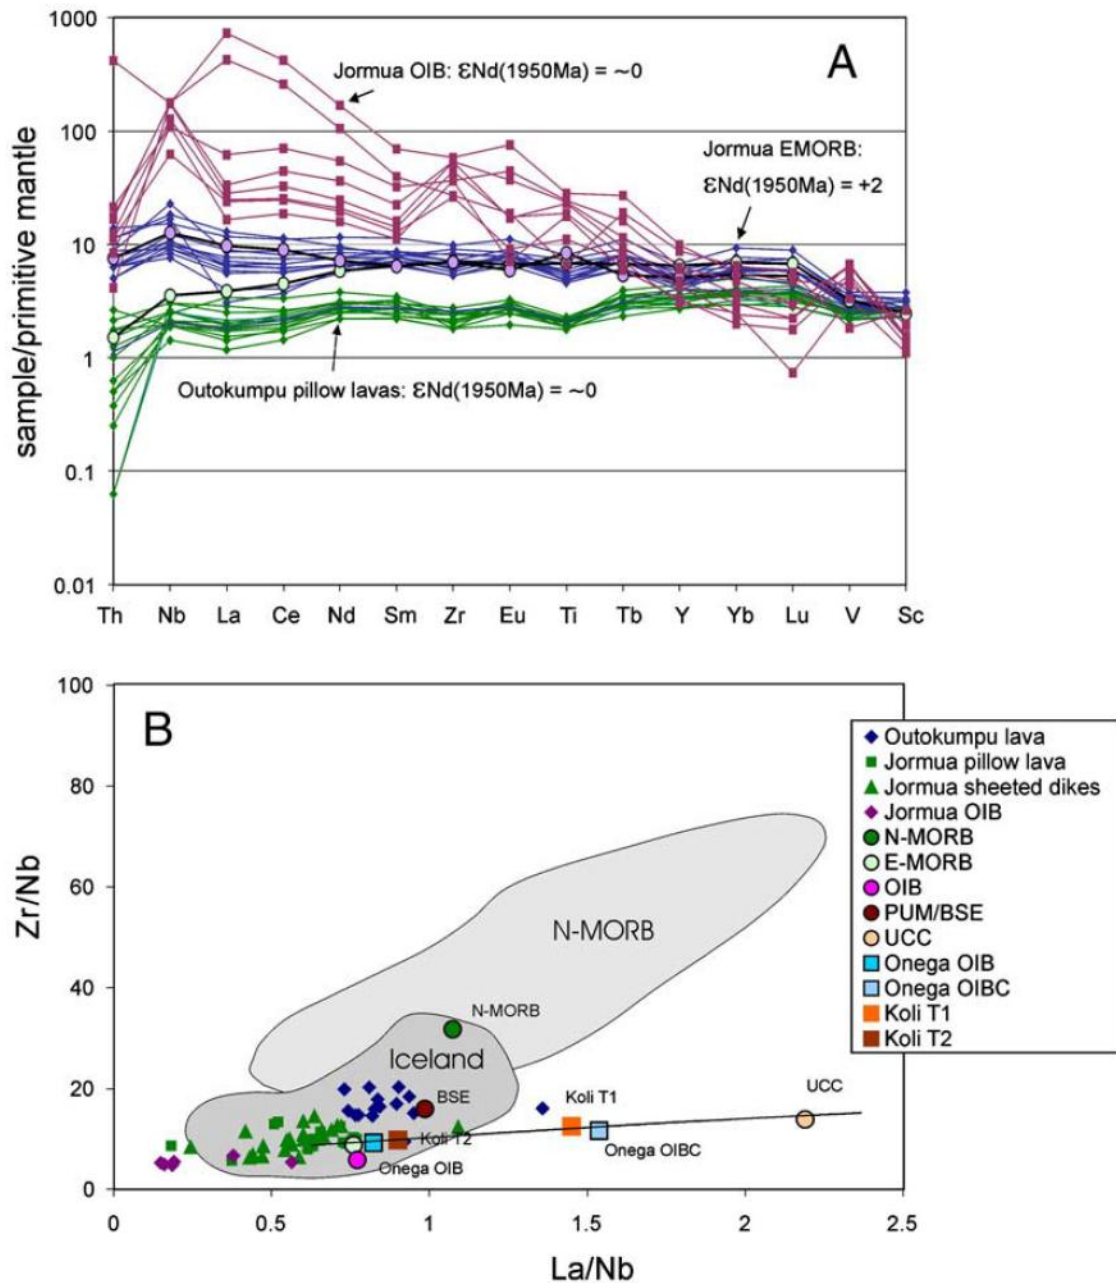 A
1000
100
10
1
0.1
0.01
sample/primitive mantle
Jormua OIB: ƐNd(1950Ma) = ~0
Jormua EMORB:
ƐNd(1950Ma) = +2
Outokumpu pillow lavas: ƐNd(1950Ma) = ~0
Th Nb La Ce Nd Sm Zr Eu Ti Tb Y Yb Lu V Sc
B
100
80
60
40
20
0
Zr/Nb
N-MORB
N-MORB
Iceland
BSE
Koli T1
UCC
Koli T2
Onega OIBC
Onega OIB
0 0.5 1 1.5 2 2.5
La/Nb
Outokumpu lava
Jormua pillow lava
Jormua sheeted dikes
Jormua OIB
N-MORB
E-MORB
OIB
PUM/BSE
UCC
Onega OIB
Onega OIBC
Koli T1
Koli T2